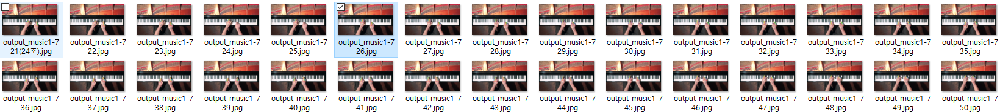 output_music1-7 output_music1-7 output_music1-7 output_music1-7 output_music1-7 output_music1-7 output_music1-7 output_music1-7 output_music1-7 output_music1-7 output_music1-7 output_music1-7 output_music1-7 output_music1-7 output_music1-7
21(24초).jpg 22.jpg 23.jpg 24.jpg 25.jpg 26.jpg 27.jpg 28.jpg 29.jpg 30.jpg 31.jpg 32.jpg 33.jpg 34.jpg 35.jpg
output_music1-7 output_music1-7 output_music1-7 output_music1-7 output_music1-7 output_music1-7 output_music1-7 output_music1-7 output_music1-7 output_music1-7 output_music1-7 output_music1-7 output_music1-7 output_music1-7 output_music1-7
36.jpg 37.jpg 38.jpg 39.jpg 40.jpg 41.jpg 42.jpg 43.jpg 44.jpg 45.jpg 46.jpg 47.jpg 48.jpg 49.jpg 50.jpg